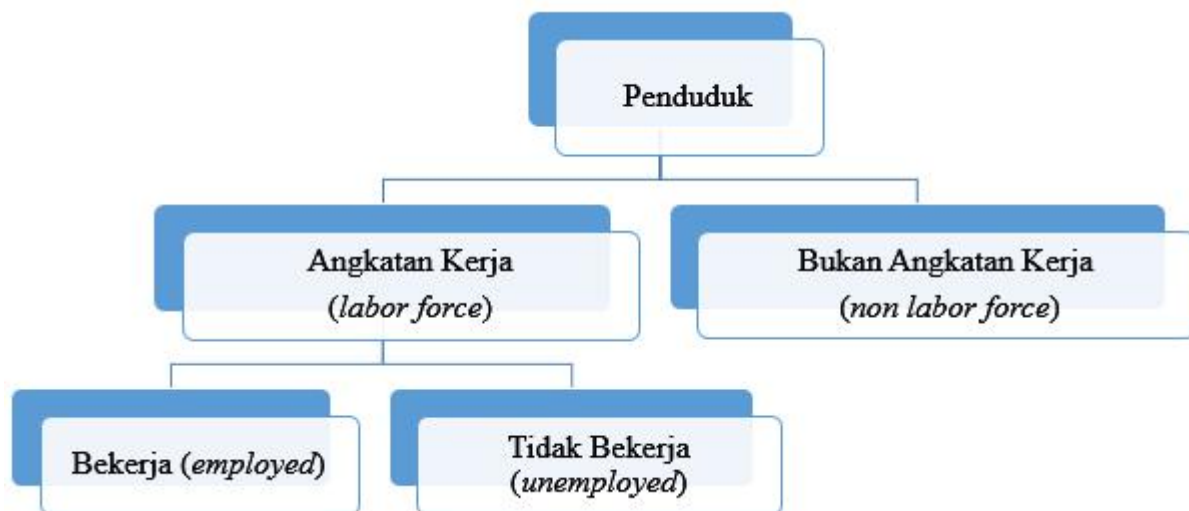 Penduduk
Angkatan Kerja
(labor force)
Bukan Angkatan Kerja
(non labor force)
Bekerja (employed)
Tidak Bekerja
(unemployed)